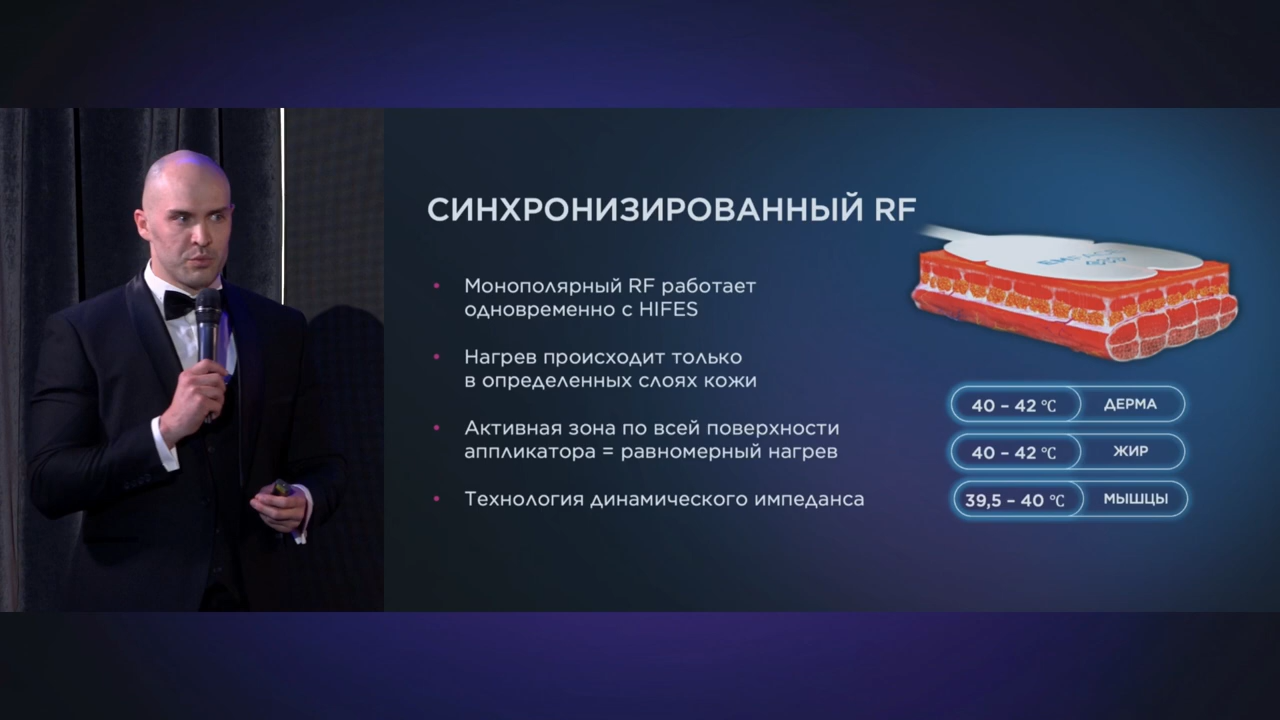 СИНХРОНИЗИРОВАННЫЙ RF
• Монополярный RF работает
одновременно с HIFES
• Нагрев происходит только
в определенных слоях кожи
• Активная зона по всей поверхности
аппликатора = равномерный нагрев
• Технология динамического импеданса
EMFACE
40 – 42 °C ДЕРМА
40 – 42 °C ЖИР
39,5 – 40 °C МЫШЦЫ